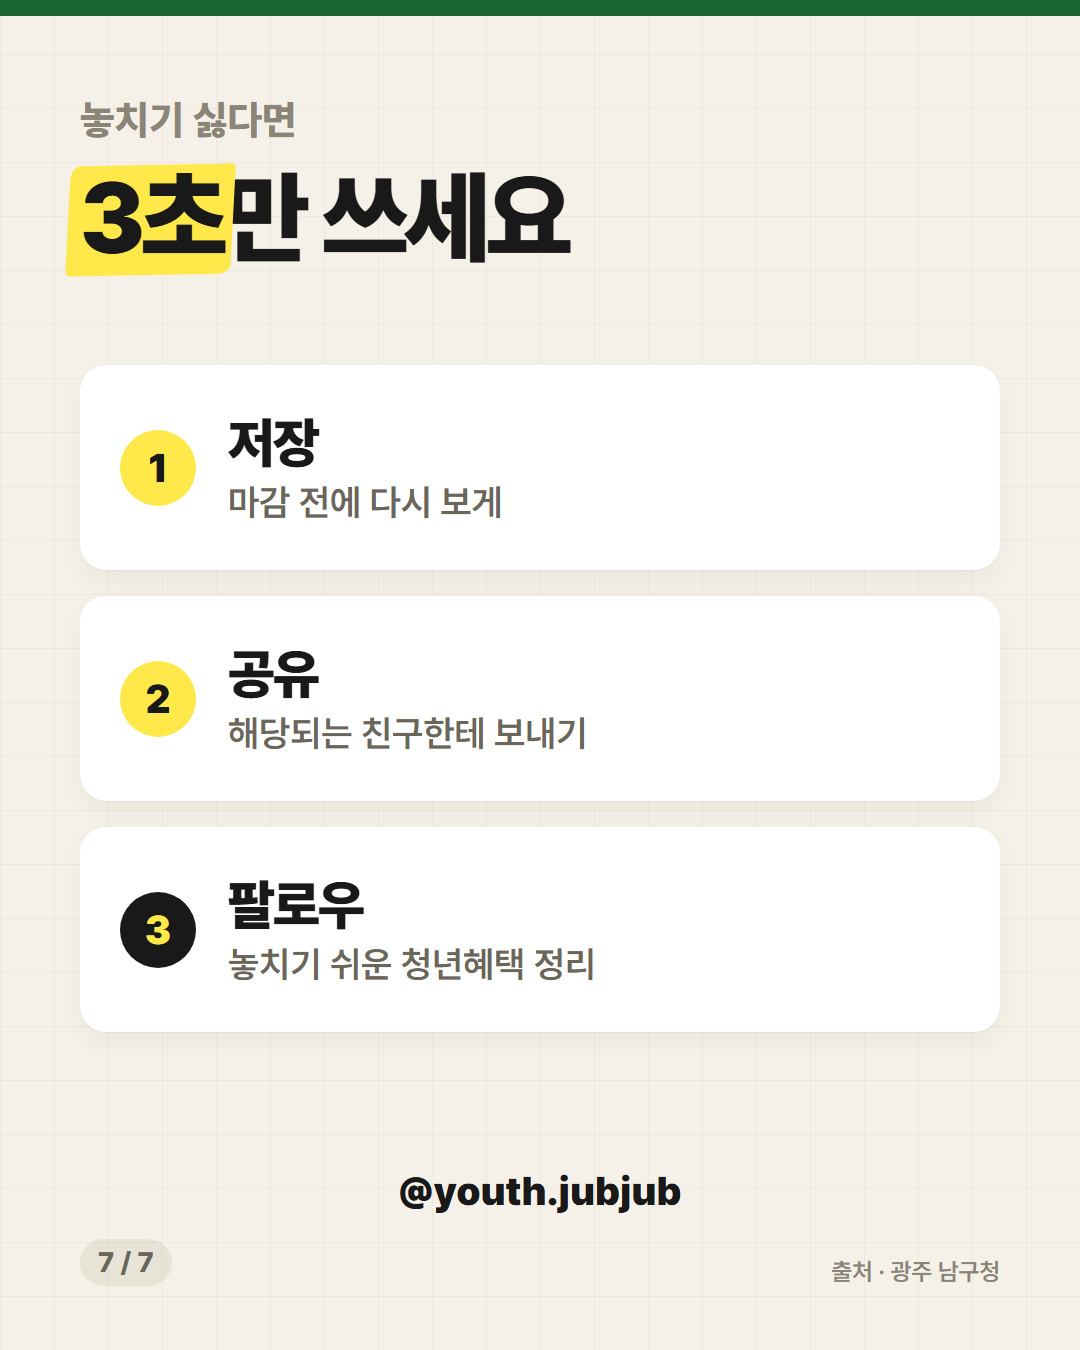 놓치기 싫다면
3초만 쓰세요
1
저장
마감 전에 다시 보게
2
공유
해당되는 친구한테 보내기
3
팔로우
놓치기 쉬운 청년혜택 정리
@youth.jubjub
7 / 7
출처 · 광주 남구청